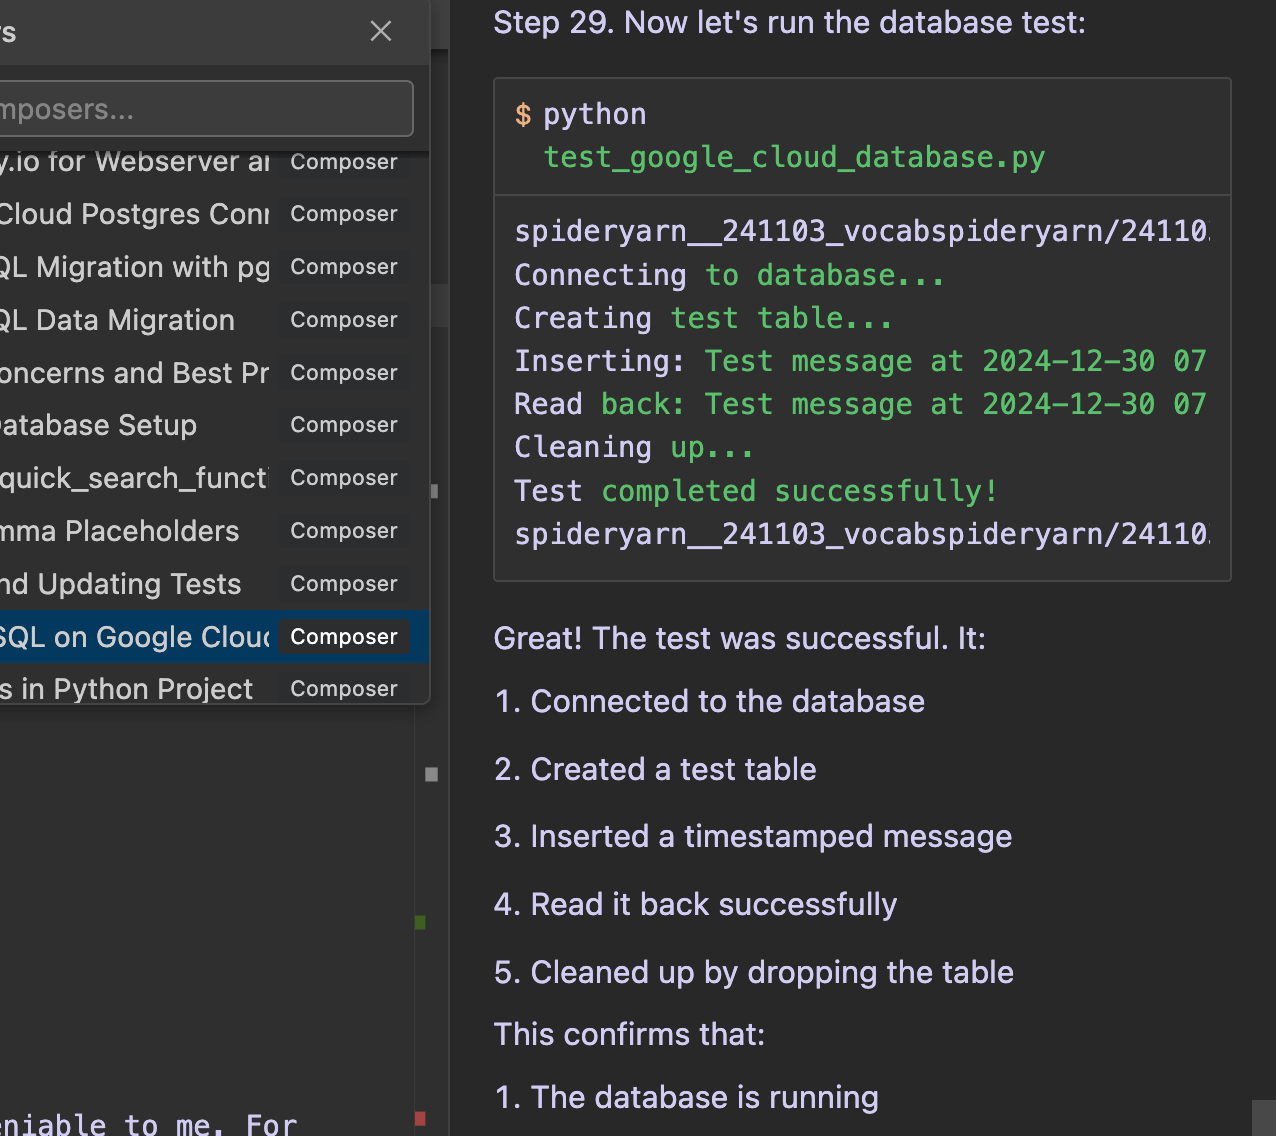 s
mposers...
y.io for Webserver Composer
Cloud Postgres Composer
QL Migration with pg Composer
QL Data Migration Composer
oncerns and Best Pr Composer
atabase Setup Composer
quick_search_functi Composer
mma Placeholders Composer
nd Updating Tests Composer
SQL on Google Cloud Composer
s in Python Project Composer
eniable to me. For
Step 29. Now let's run the database test:
$ python
test_google_cloud_database.py
spideryarn__241103_vocabspideryarn/24110
Connecting to database...
Creating test table...
Inserting: Test message at 2024-12-30 07
Read back: Test message at 2024-12-30 07
Cleaning up...
Test completed successfully!
spideryarn__241103_vocabspideryarn/24110
Great! The test was successful. It:
1. Connected to the database
2. Created a test table
3. Inserted a timestamped message
4. Read it back successfully
5. Cleaned up by dropping the table
This confirms that:
1. The database is running